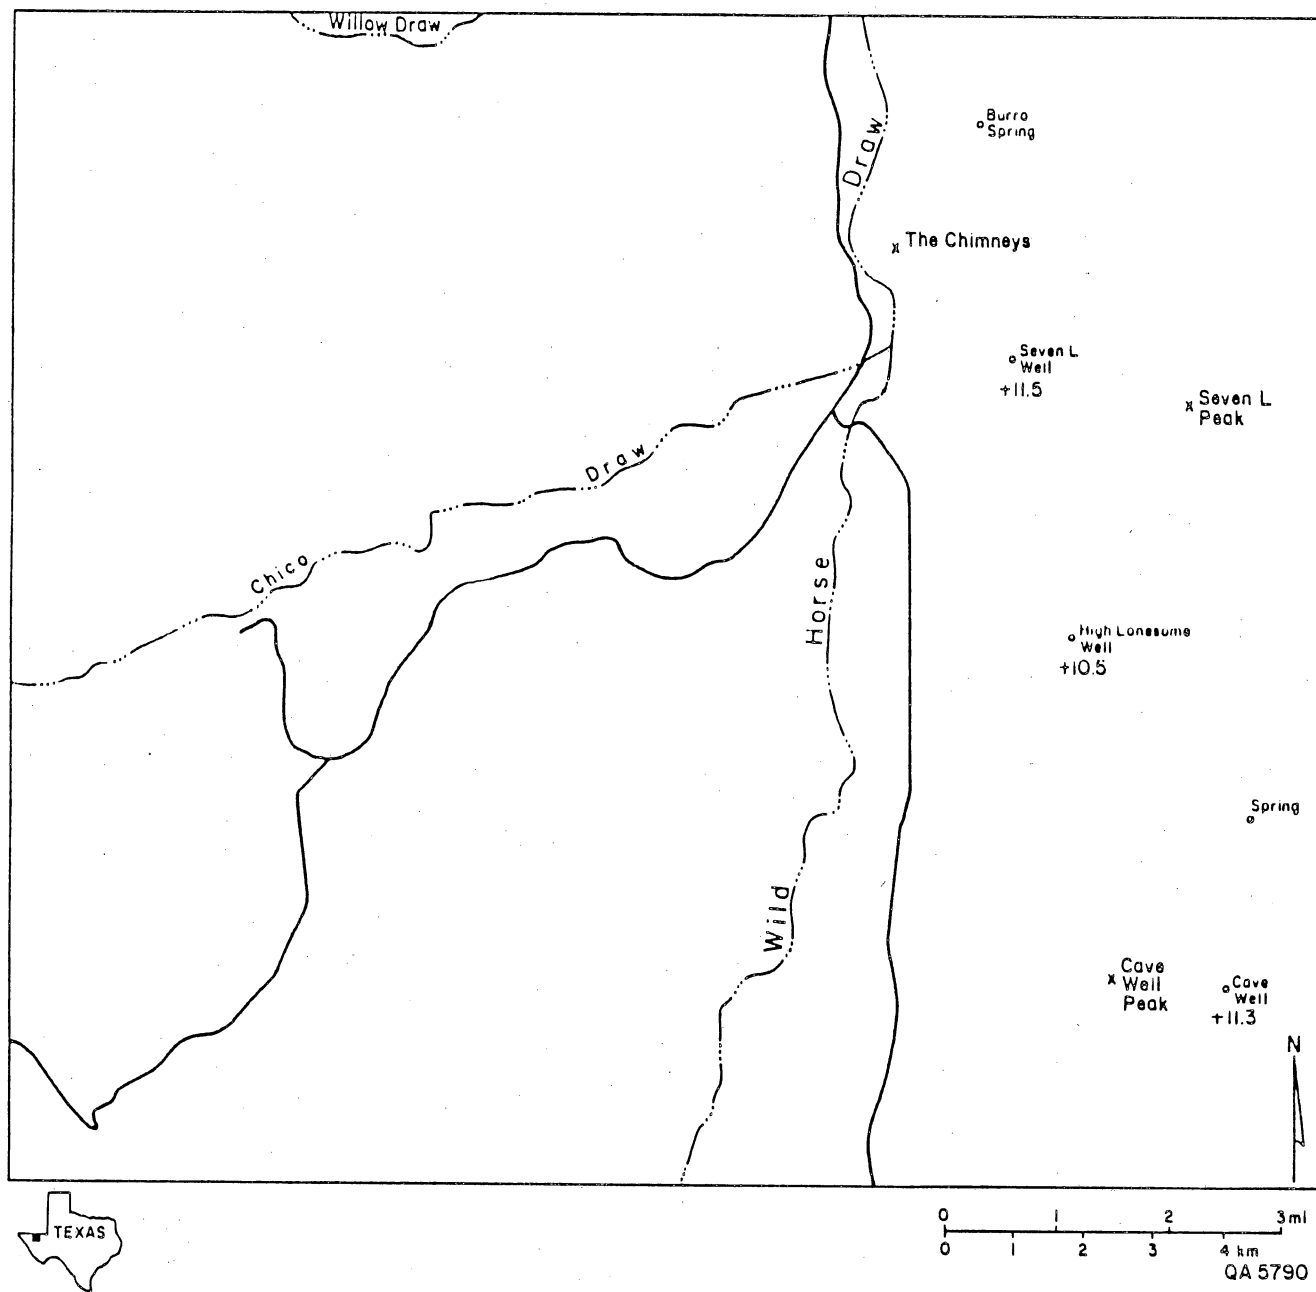 Willow Draw
Burro
Spring
Draw
The Chimneys
Seven L
Well
+11.5
Seven L
Peak
Draw
Chico
Horse
High Lonesome
Well
+10.5
Spring
Wild
Cave
Well
Peak
Cave
Well
+11.3
N
TEXAS
0 1 2 3 mi
0 1 2 3 4 km
QA 5790